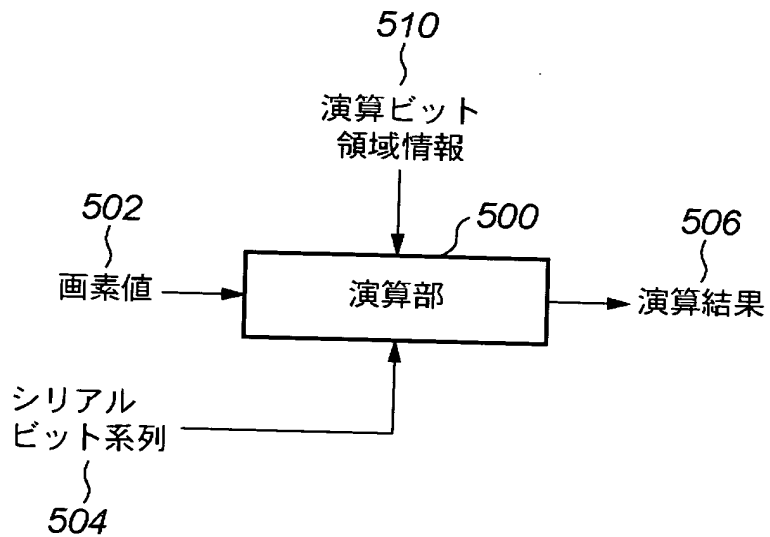 510
演算ビット
領域情報
502
500
506
画素値
演算部
演算結果
シリアル
ビット系列
504